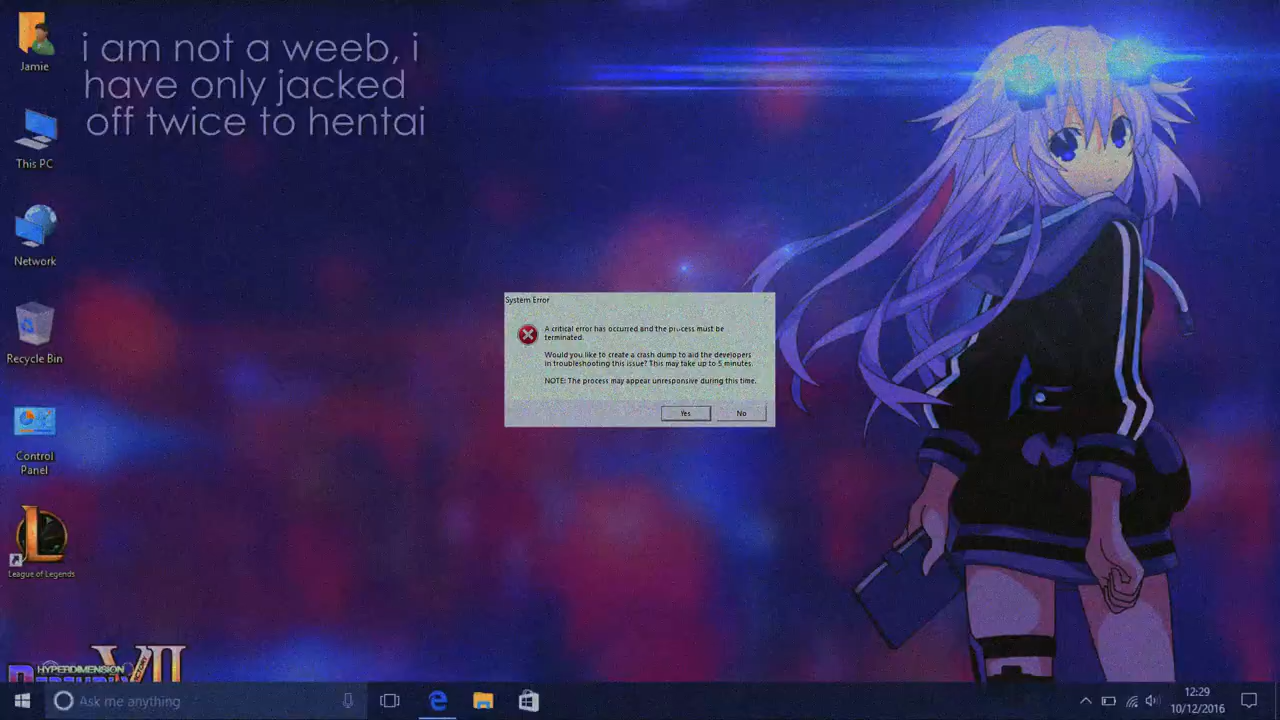 Jamie
i am not a weeb, i
have only jacked
off twice to hentai
This PC
Network
Recycle Bin
Control
Panel
League of Legends
System Error
A critical error has occurred and the process must be
terminated.
Would you like to create a crash dump to aid the developers
in troubleshooting this issue? This may take up to 5 minutes.
NOTE: The process may appear unresponsive during this time.
Yes
No
N
HYPERDIMENSION
VII
Ask me anything
12:29
10/12/2016